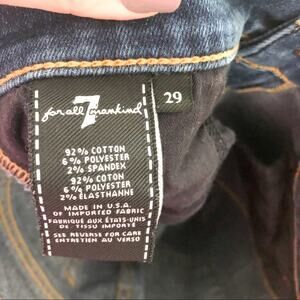 for all 7 mankind
29
92% COTTON
6% POLYESTER
2% SPANDEX
92% COTON
6% POLYESTER
2% ÉLASTHANNE
MADE IN U.S.A.
OF IMPORTED FABRIC
FABRIQUÉ AUX ÉTATS-UNIS
DE TISSU IMPORTÉ
SEE REVERSE FOR CARE
ENTRETIEN AU VERSO